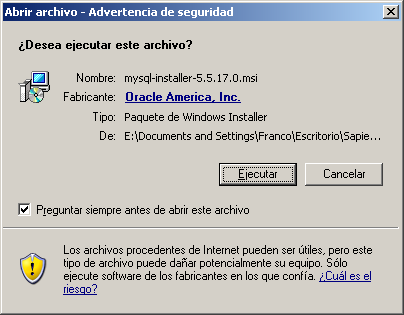 Abrir archivo - Advertencia de seguridad
¿Desea ejecutar este archivo?
Nombre: mysql-installer-5.5.17.0.msi
Fabricante: Oracle America, Inc.
Tipo: Paquete de Windows Installer
De: E:\Documents and Settings\Franco\Escritorio\Sapie...
Ejecutar Cancelar
Preguntar siempre antes de abrir este archivo
Los archivos procedentes de Internet pueden ser útiles, pero este
tipo de archivo puede dañar potencialmente su equipo. Sólo
ejecute software de los fabricantes en los que confía. ¿Cuál es el
riesgo?